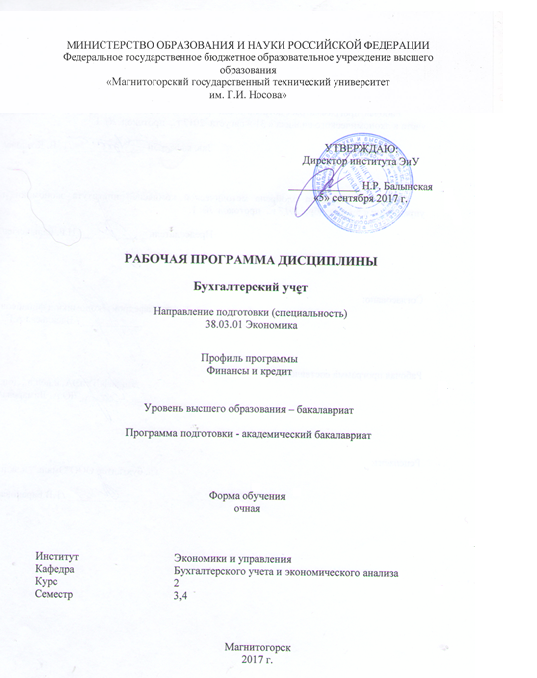 МИНИСТЕРСТВО ОБРАЗОВАНИЯ И НАУКИ РОССИЙСКОЙ ФЕДЕРАЦИИ
Федеральное государственное бюджетное образовательное учреждение высшего
образования
«Магнитогорский государственный технический университет
им. Г.И. Носова»
УТВЕРЖДАЮ:
Директор института ЭиУ
Н.Р. Балынская
«5» сентября 2017 г.
РАБОЧАЯ ПРОГРАММА ДИСЦИПЛИНЫ
Бухгалтерский учет
Направление подготовки (специальность)
38.03.01 Экономика
Профиль программы
Финансы и кредит
Уровень высшего образования – бакалавриат
Программа подготовки - академический бакалавриат
Форма обучения
очная
Институт Экономики и управления
Кафедра Бухгалтерского учета и экономического анализа
Курс 2
Семестр 3,4
Магнитогорск
2017 г.